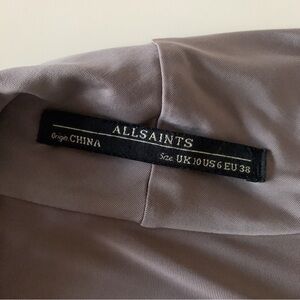 ALLSAINTS
Origin: CHINA
Size: UK 10 US 6 EU 38